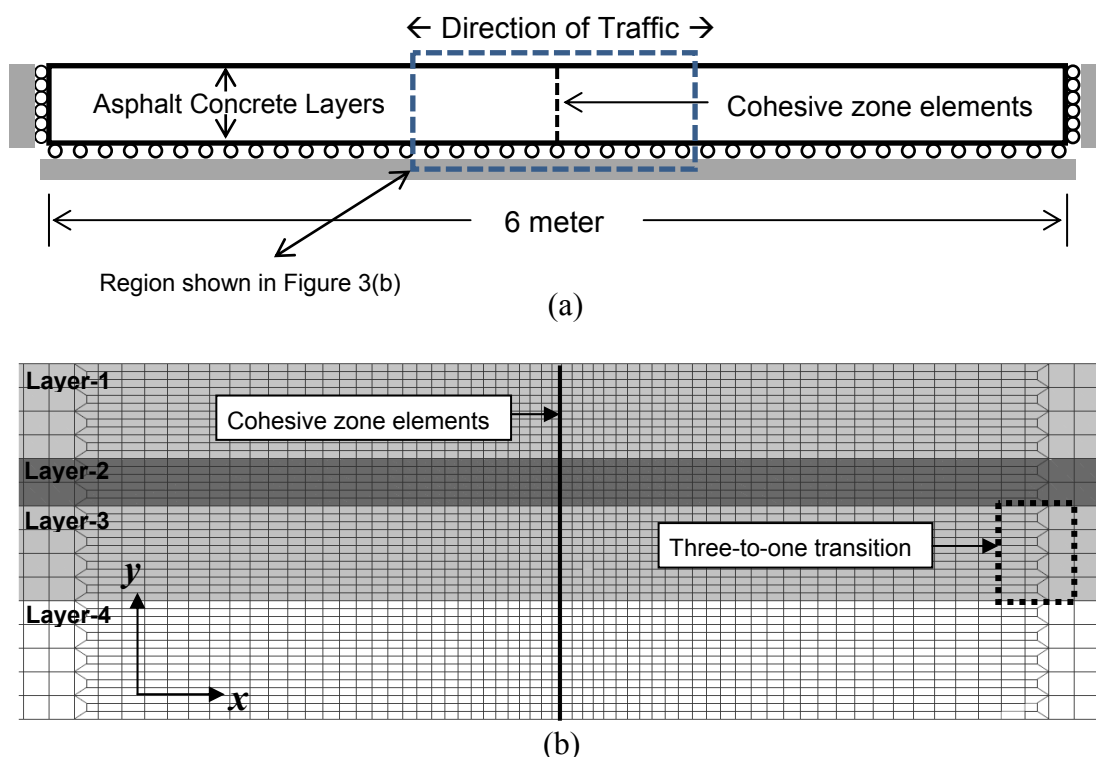 ← Direction of Traffic →
Asphalt Concrete Layers
Cohesive zone elements
6 meter
Region shown in Figure 3(b)
(a)
Layer-1
Cohesive zone elements
Layer-2
Layer-3
Three-to-one transition
y
Layer-4
x
(b)